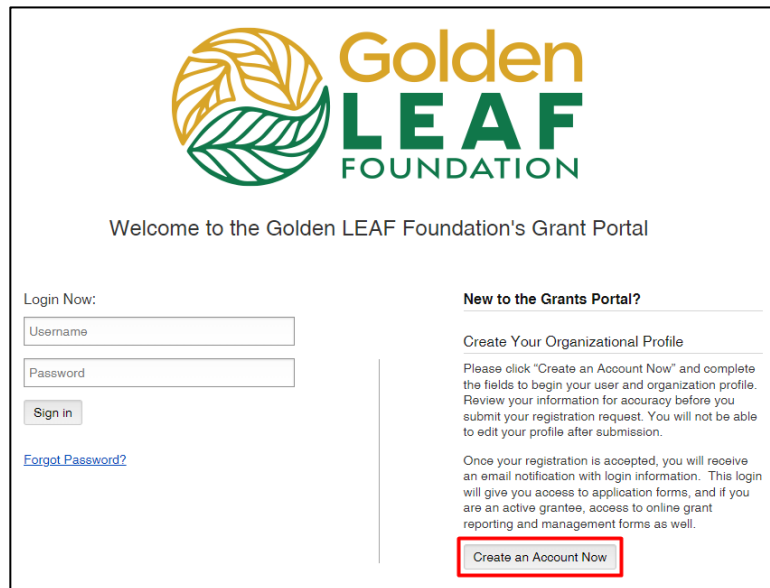 Golden
LEAF
FOUNDATION
Welcome to the Golden LEAF Foundation's Grant Portal
Login Now:
Username
Password
Sign in
Forgot Password?
New to the Grants Portal?
Create Your Organizational Profile
Please click “Create an Account Now” and complete
the fields to begin your user and organization profile.
Review your information for accuracy before you
submit your registration request. You will not be able
to edit your profile after submission.
Once your registration is accepted, you will receive
an email notification with login information.  This login
will give you access to application forms, and if you
are an active grantee, access to online grant
reporting and management forms as well.
Create an Account Now